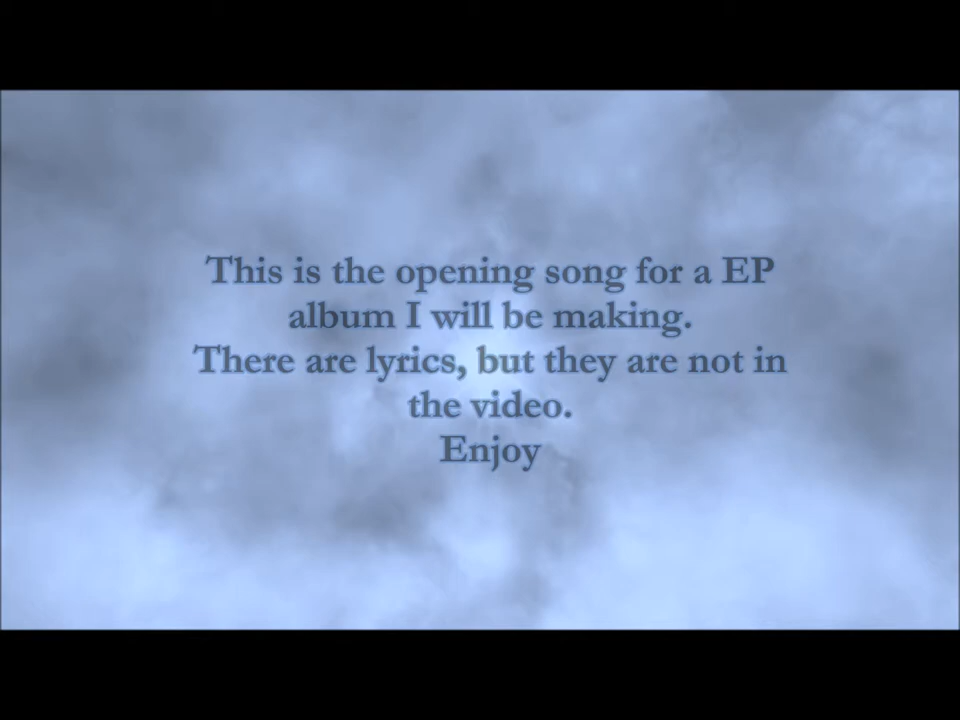 This is the opening song for a EP
album I will be making.
There are lyrics, but they are not in
the video.
Enjoy